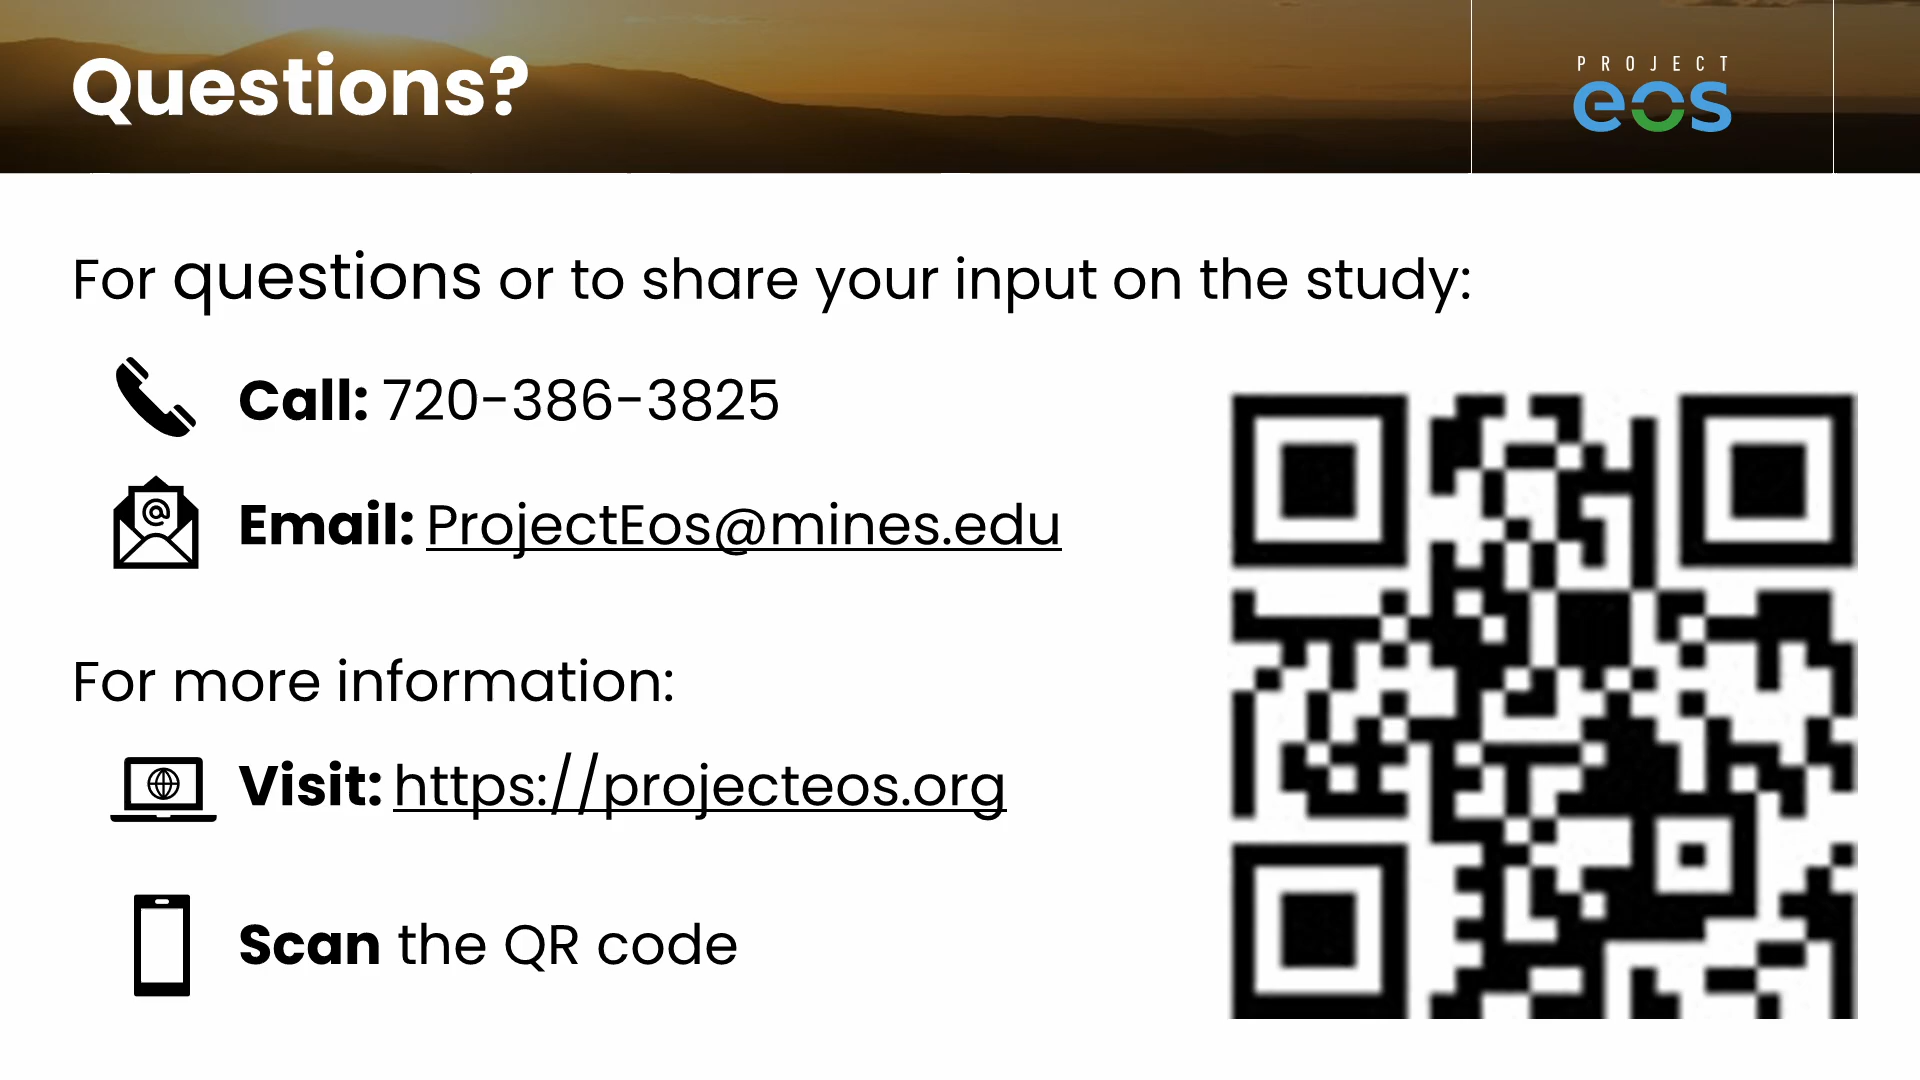 Questions?
PROJECT
eos
For questions or to share your input on the study:
Call: 720-386-3825
@
Email: ProjectEos@mines.edu
For more information:
Visit: https://projecteos.org
Scan the QR code